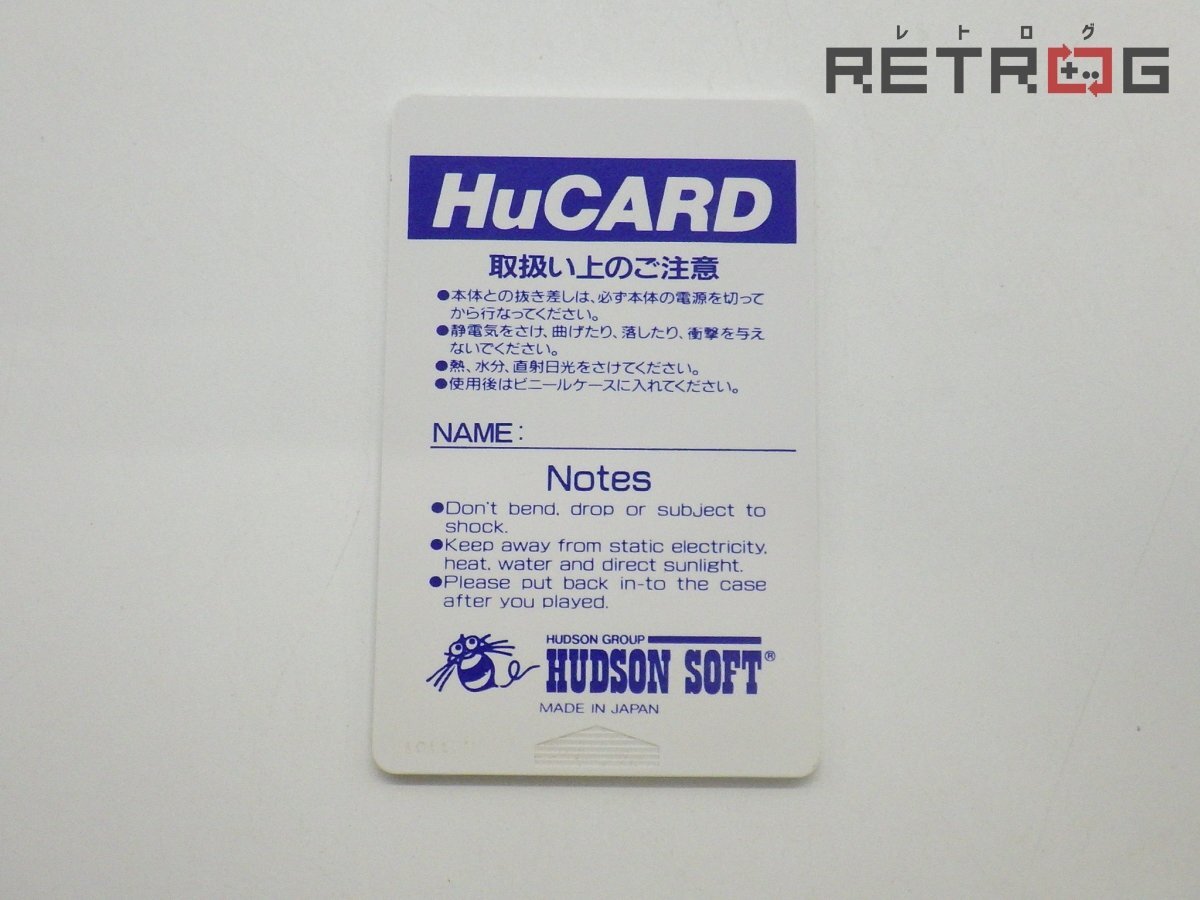 レトログ
RETROG
HuCARD
取扱い上のご注意
●本体との抜き差しは、必ず本体の電源を切って
から行なってください。
●静電気をさけ、曲げたり、落したり、衝撃を与え
ないでください。
●熱、水分、直射日光をさけてください。
●使用後はビニールケースに入れてください。
NAME:
Notes
●Don't bend, drop or subject to
shock.
●Keep away from static electricity,
heat, water and direct sunlight.
●Please put back in-to the case
after you played.
HUDSON GROUP
HUDSON SOFT®
MADE IN JAPAN